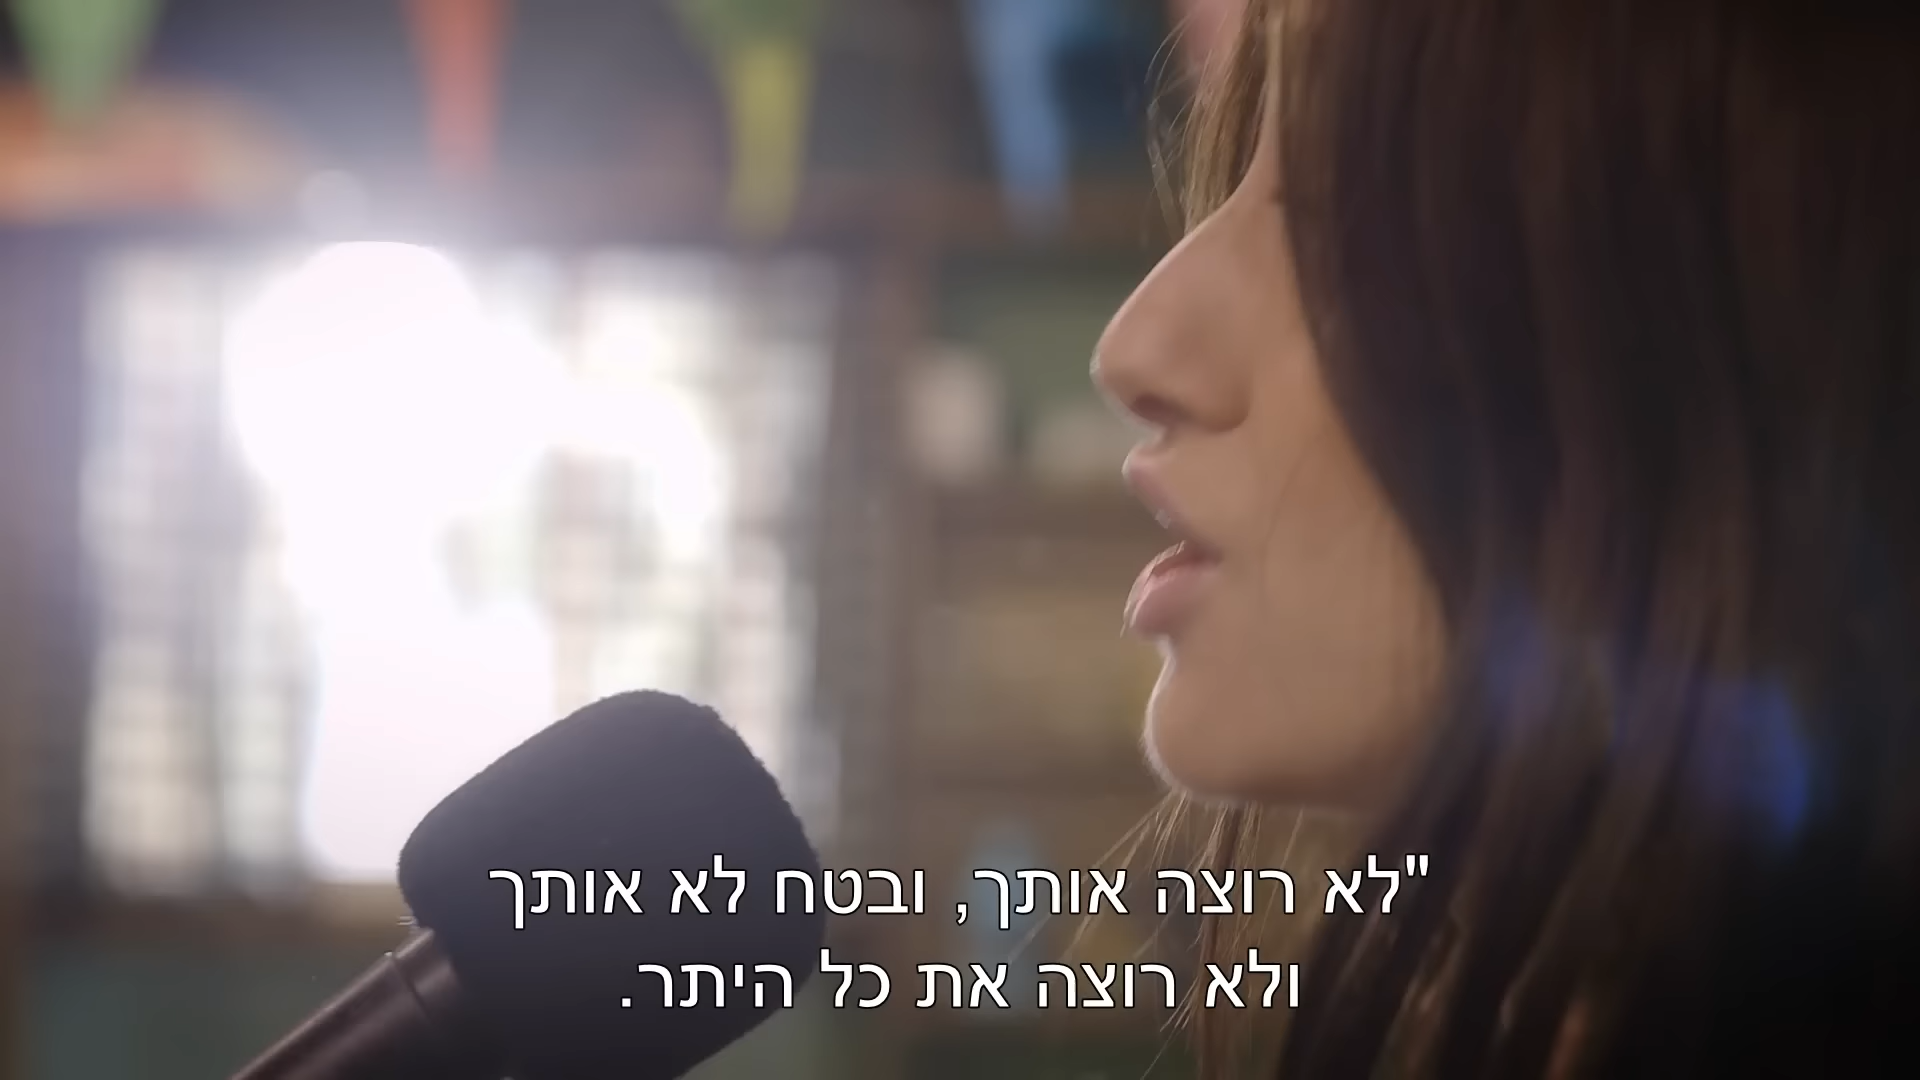 "לא רוצה אותך, ובטח לא אותך
ולא רוצה את כל היתר.